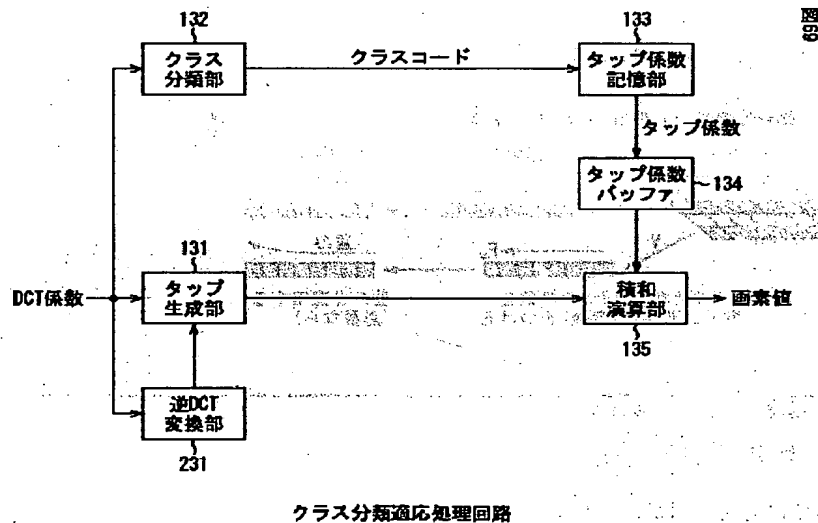 図69
132
クラス
分類部
クラスコード
133
タップ係数
記憶部
タップ係数
タップ係数
バッファ
134
DCT係数
131
タップ
生成部
積和
演算部
135
画素値
逆DCT
変換部
231
クラス分類適応処理回路